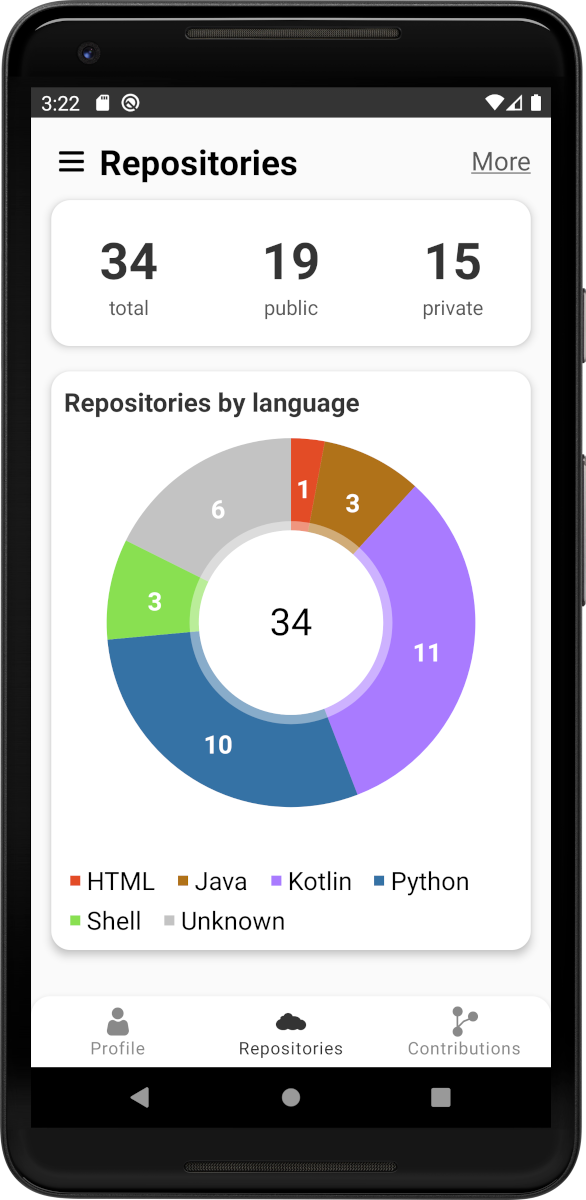 3:22
Repositories More
34 19 15
total public private
Repositories by language
1
3
6
3
34
11
10
HTML Java Kotlin Python
Shell Unknown
Profile Repositories Contributions